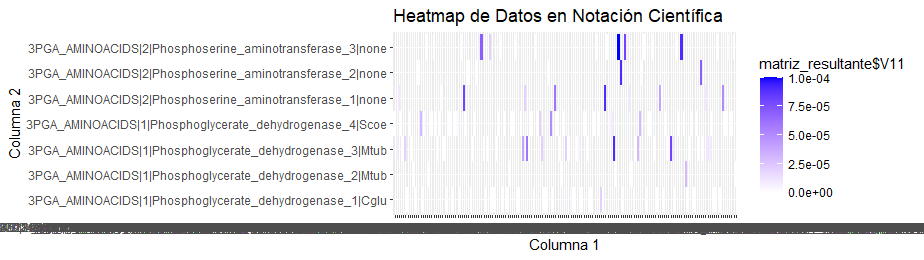 Heatmap de Datos en Notación Científica
Columna 2
3PGA_AMINOACIDS|2|Phosphoserine_aminotransferase_3|none
3PGA_AMINOACIDS|2|Phosphoserine_aminotransferase_2|none
3PGA_AMINOACIDS|2|Phosphoserine_aminotransferase_1|none
3PGA_AMINOACIDS|1|Phosphoglycerate_dehydrogenase_4|Scoe
3PGA_AMINOACIDS|1|Phosphoglycerate_dehydrogenase_3|Mtub
3PGA_AMINOACIDS|1|Phosphoglycerate_dehydrogenase_2|Mtub
3PGA_AMINOACIDS|1|Phosphoglycerate_dehydrogenase_1|Cglu
Columna 1
matriz_resultante$V11
1.0e-04
7.5e-05
5.0e-05
2.5e-05
0.0e+00